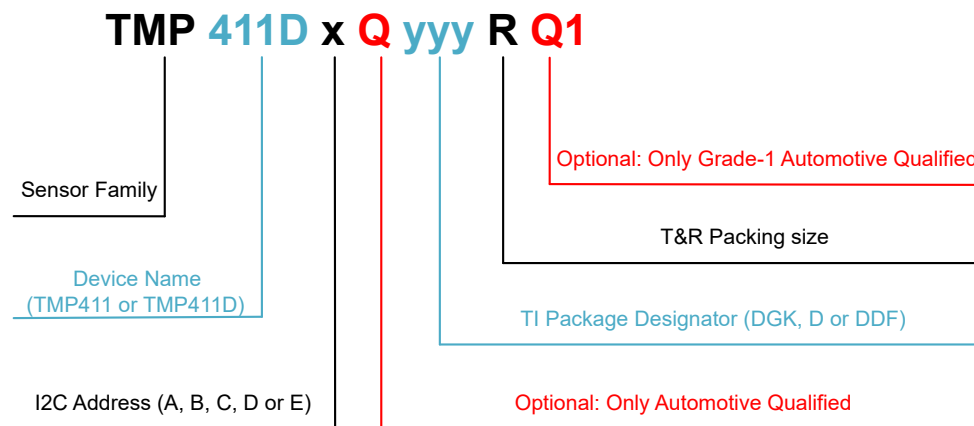 TMP 411D x Q yyy R Q1
Optional: Only Grade-1 Automotive Qualified
Sensor Family
T&R Packing size
Device Name
(TMP411 or TMP411D)
TI Package Designator (DGK, D or DDF)
I2C Address (A, B, C, D or E)
Optional: Only Automotive Qualified